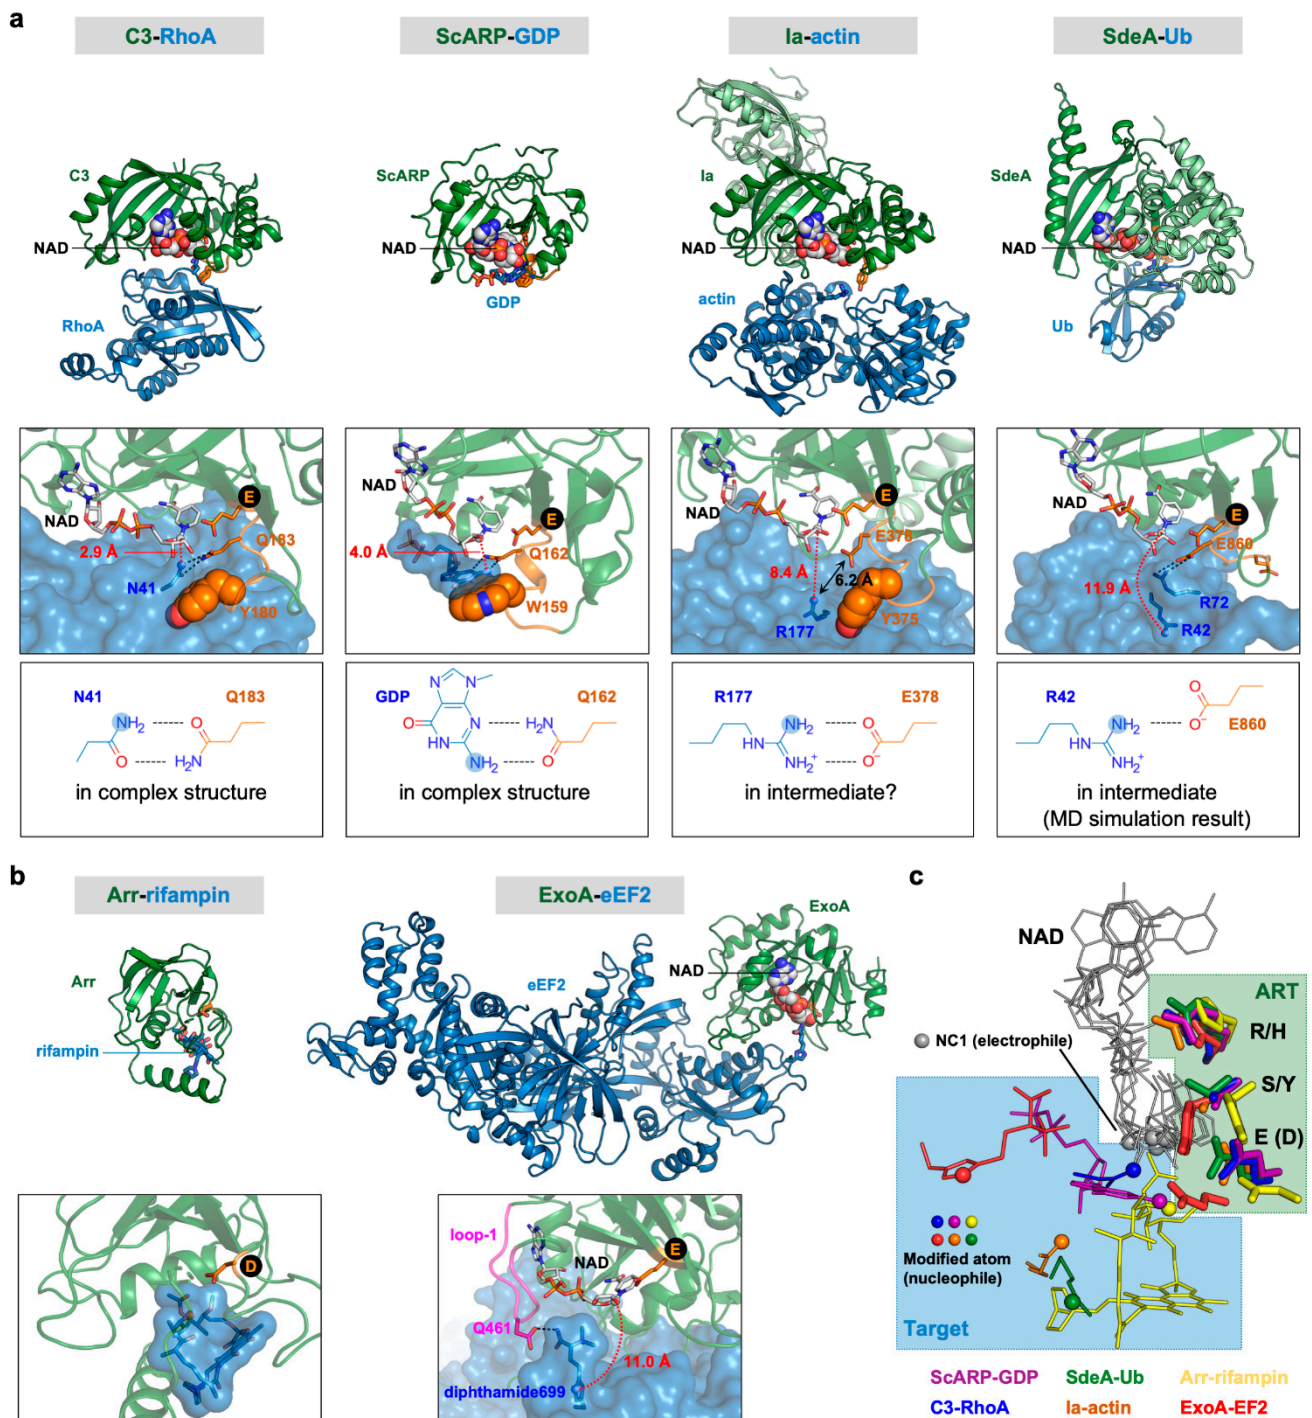 a
C3-RhoA
ScARP-GDP
Ia-actin
SdeA-Ub
C3
NAD
RhoA
ScARP
NAD
GDP
Ia
NAD
actin
SdeA
NAD
Ub
NAD
E
Q183
2.9 Å
N41
Y180
NAD
E
Q162
4.0 Å
W159
NAD
E
E378
8.4 Å
6.2 Å
R177
Y375
NAD
E
E860
11.9 Å
R72
R42
N41
Q183
NH2
O
O
H2N
in complex structure
GDP
Q162
N
N
O
N
H2N
NH
NH2
O
in complex structure
R177
E378
NH2
O
NH
NH2+
O-
in intermediate?
R42
O
NH2
O-
E860
NH
NH2+
in intermediate
(MD simulation result)
b
Arr-rifampin
ExoA-eEF2
Arr
rifampin
ExoA
NAD
eEF2
D
loop-1
NAD
E
Q461
11.0 Å
diphthamide699
c
NAD
ART
R/H
NC1 (electrophile)
S/Y
E (D)
Modified atom
(nucleophile)
Target
ScARP-GDP
SdeA-Ub
Arr-rifampin
C3-RhoA
Ia-actin
ExoA-EF2